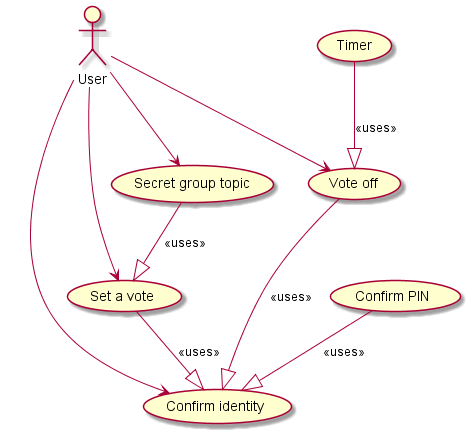 Timer
User
«uses»
Secret group topic
Vote off
«uses»
Set a vote
«uses»
Confirm PIN
«uses»
«uses»
Confirm identity